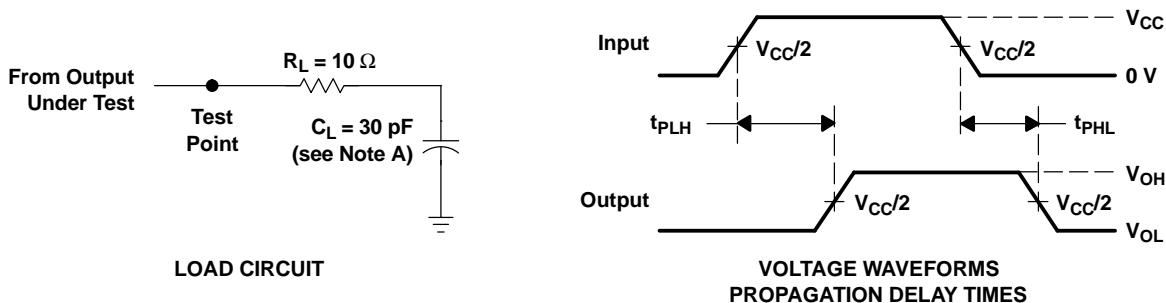 From Output
Under Test
Test
Point
R_L = 10 Ω
C_L = 30 pF
(see Note A)
LOAD CIRCUIT
Input
V_CC/2
V_CC/2
V_CC
0 V
t_PLH
t_PHL
Output
V_CC/2
V_CC/2
V_OH
V_OL
VOLTAGE WAVEFORMS
PROPAGATION DELAY TIMES